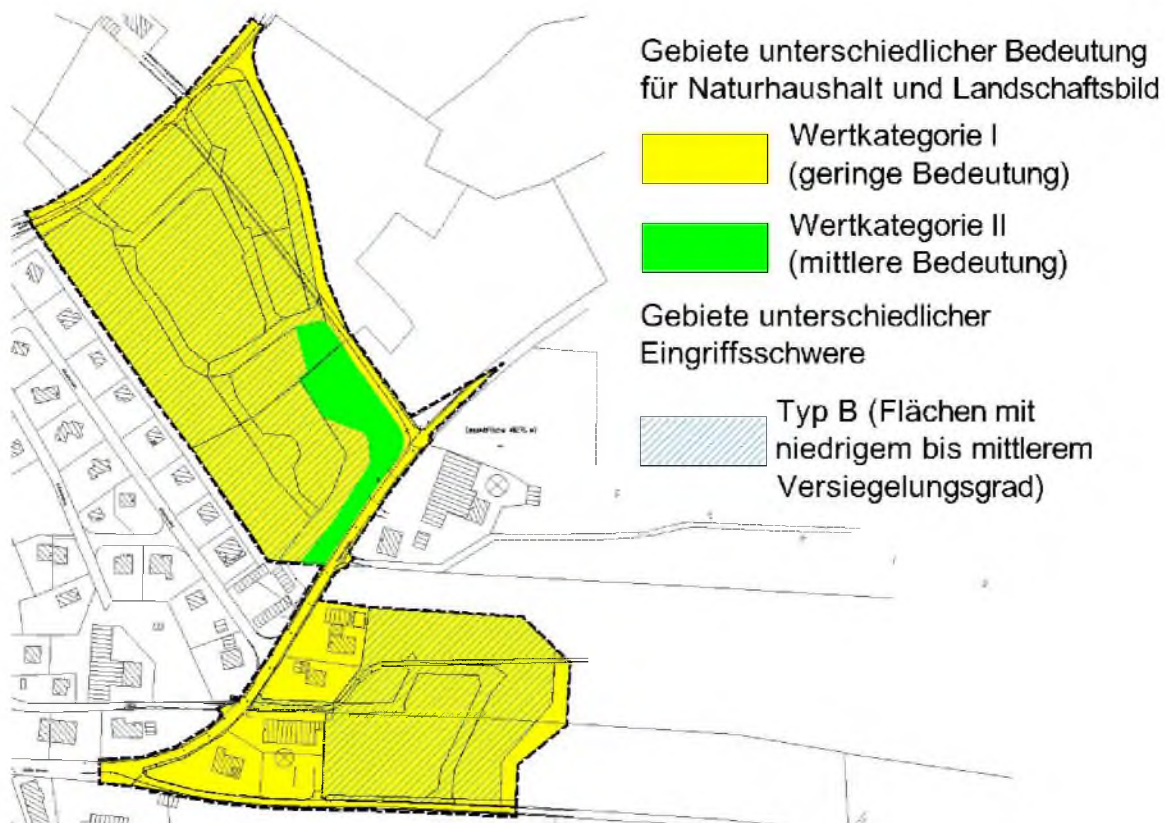 Gebiete unterschiedlicher Bedeutung
für Naturhaushalt und Landschaftsbild
Wertkategorie I
(geringe Bedeutung)
Wertkategorie II
(mittlere Bedeutung)
Gebiete unterschiedlicher
Eingriffsschwere
Typ B (Flächen mit
niedrigem bis mittlerem
Versiegelungsgrad)